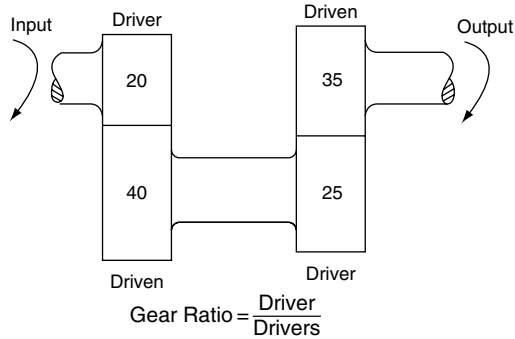 Input
Driver
Driven
Output
20
35
40
25
Driven
Driver
Gear Ratio = Driver
Drivers